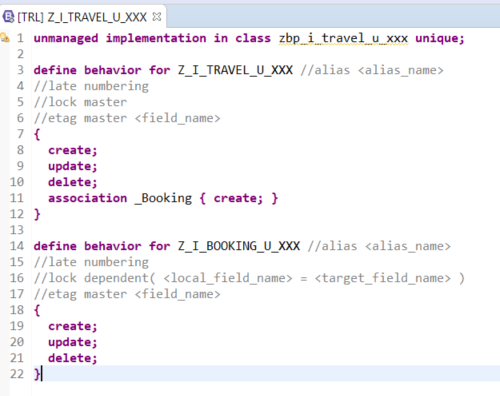 [TRL] Z_I_TRAVEL_U_XXX
1 unmanaged implementation in class zbp_i_travel_u_xxx unique;
2
3 define behavior for Z_I_TRAVEL_U_XXX //alias <alias_name>
4 //late numbering
5 //lock master
6 //etag master <field_name>
7 {
8 create;
9 update;
10 delete;
11 association _Booking { create; }
12 }
13
14 define behavior for Z_I_BOOKING_U_XXX //alias <alias_name>
15 //late numbering
16 //lock dependent( <local_field_name> = <target_field_name> )
17 //etag master <field_name>
18 {
19 create;
20 update;
21 delete;
22 }